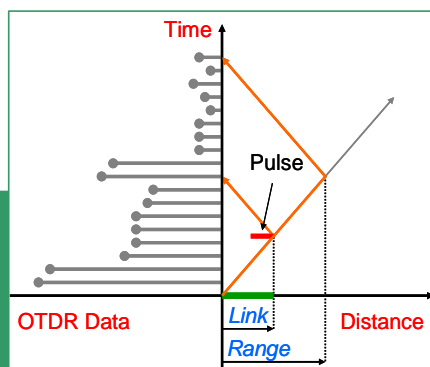 Time
Pulse
OTDR Data
Link
Distance
Range